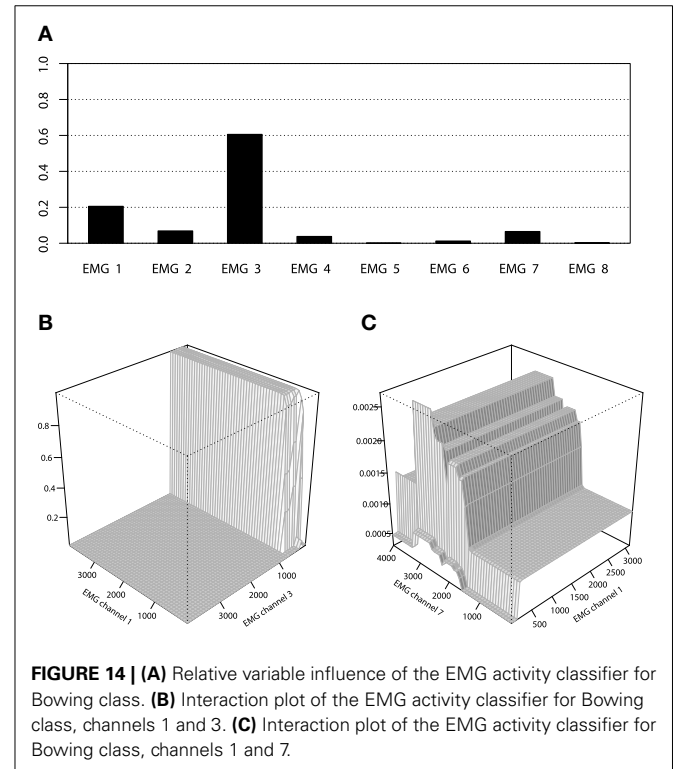 A
1.0
0.8
0.6
0.4
0.2
0.0
EMG 1 EMG 2 EMG 3 EMG 4 EMG 5 EMG 6 EMG 7 EMG 8
B
0.8
0.6
0.4
0.2
3000
2000
1000
EMG channel 1
3000
2000
1000
EMG channel 3
C
0.0025
0.0020
0.0015
0.0010
0.0005
4000
3000
2000
1000
EMG channel 7
500
1000
1500
2000
2500
3000
EMG channel 1
FIGURE 14 | (A) Relative variable influence of the EMG activity classifier for
Bowing class. (B) Interaction plot of the EMG activity classifier for Bowing
class, channels 1 and 3. (C) Interaction plot of the EMG activity classifier for
Bowing class, channels 1 and 7.